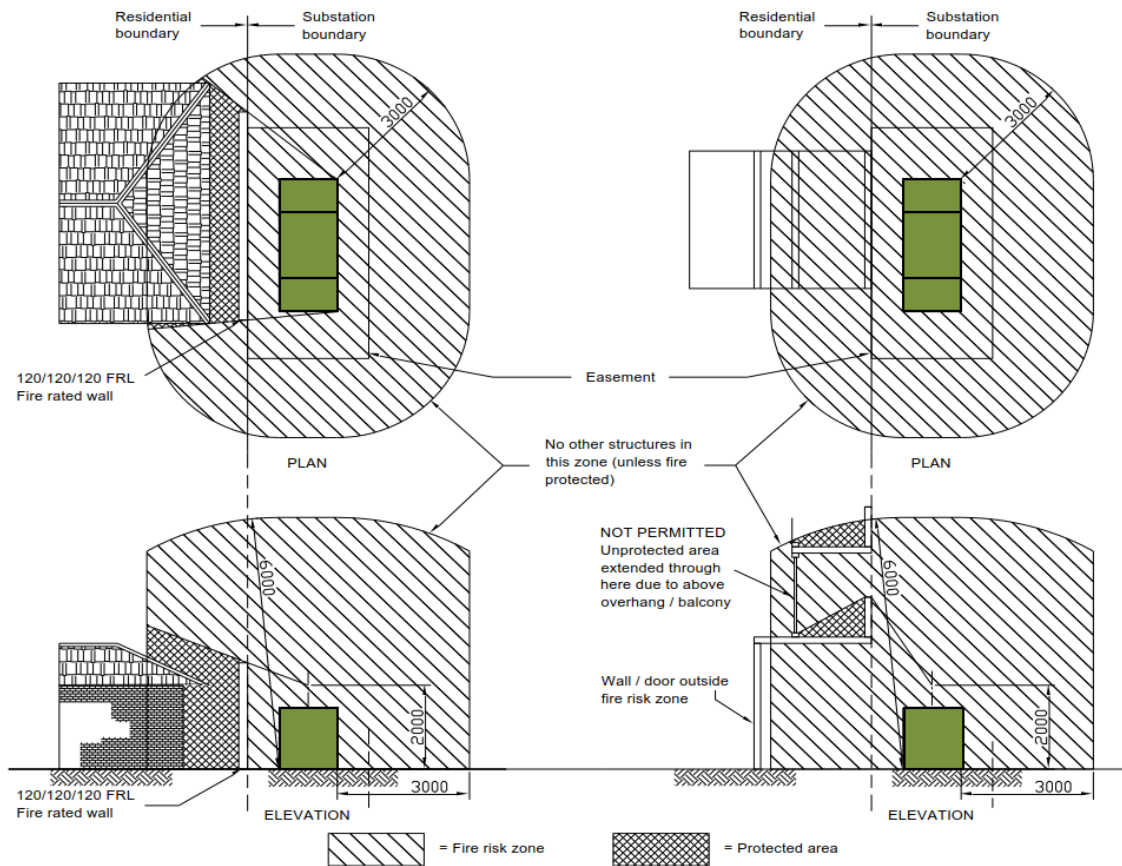 Residential
boundary
Substation
boundary
Residential
boundary
Substation
boundary
3000
3000
120/120/120 FRL
Fire rated wall
Easement
No other structures in
this zone (unless fire
protected)
PLAN
PLAN
NOT PERMITTED
Unprotected area
extended through
here due to above
overhang / balcony
6000
6000
Wall / door outside
fire risk zone
2000
2000
3000
3000
120/120/120 FRL
Fire rated wall
ELEVATION
ELEVATION
= Fire risk zone
= Protected area